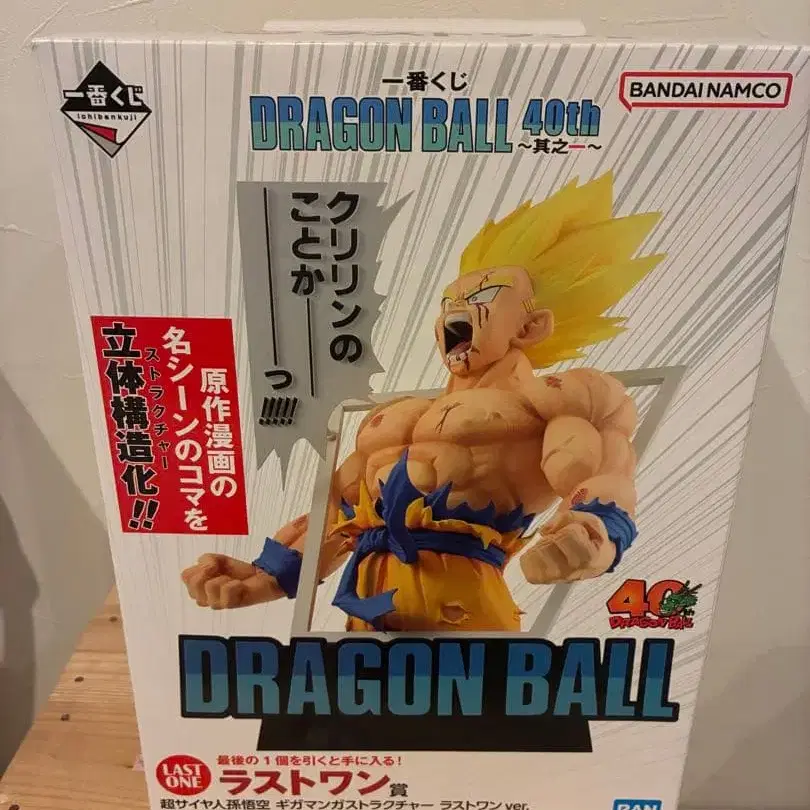 一番くじ
ichibankuji
一番くじ
DRAGON BALL 40th
~其之一~
BANDAI NAMCO
クリリンの
ことか――――っ!!!!!
原作漫画の
名シーンのコマを
ストラクチャー
立体構造化!!
40th
DRAGON BALL
DRAGON BALL
LAST
ONE
最後の1個を引くと手に入る!
ラストワン賞
超サイヤ人孫悟空 ギガマンガストラクチャー ラストワンver.
BAN